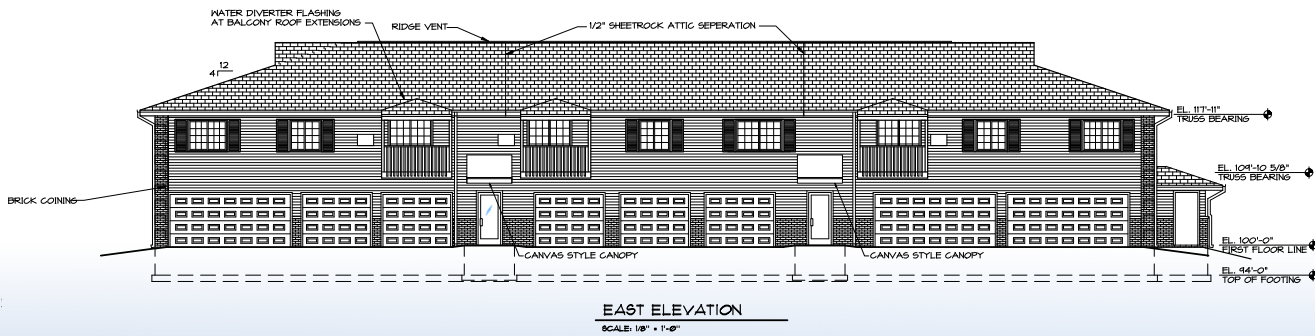 WATER DIVERTER FLASHING
AT BALCONY ROOF EXTENSIONS
RIDGE VENT
1/2" SHEETROCK ATTIC SEPERATION
12
4
EL. 117'-11"
TRUSS BEARING
EL. 109'-10 5/8"
TRUSS BEARING
BRICK COINING
EL. 100'-0"
FIRST FLOOR LINE
CANVAS STYLE CANOPY
CANVAS STYLE CANOPY
EL. 94'-0"
TOP OF FOOTING
EAST ELEVATION
SCALE: 1/8" = 1'-0"